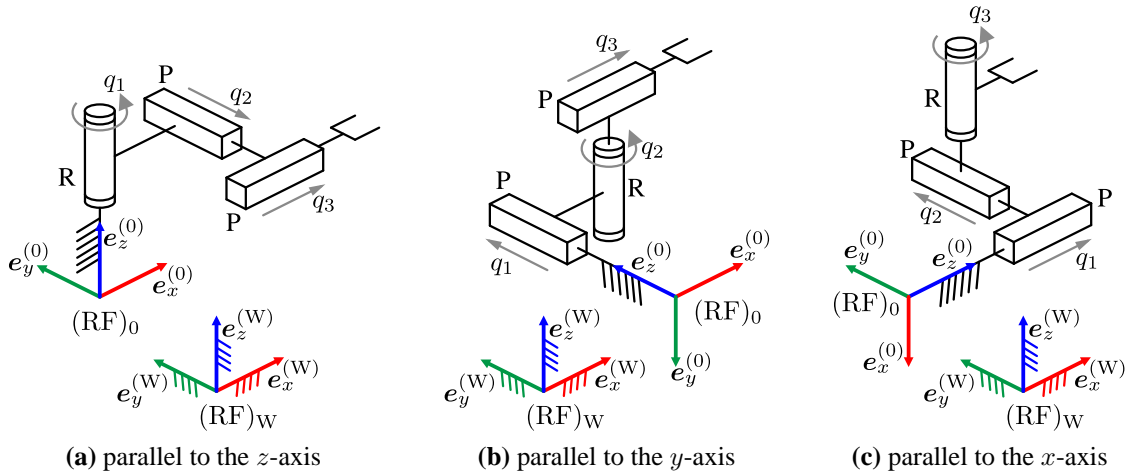 q₁
P
q₂
R
P
q₃
e_z^(0)
e_y^(0)
e_x^(0)
(RF)₀
e_z^(W)
e_y^(W)
e_x^(W)
(RF)_W
(a) parallel to the z-axis
q₃
P
q₂
P
R
q₁
e_z^(0)
e_x^(0)
(RF)₀
e_y^(0)
e_z^(W)
e_y^(W)
e_x^(W)
(RF)_W
(b) parallel to the y-axis
q₃
R
P
P
q₂
q₁
e_y^(0)
e_z^(0)
(RF)₀
e_x^(0)
e_z^(W)
e_y^(W)
e_x^(W)
(RF)_W
(c) parallel to the x-axis